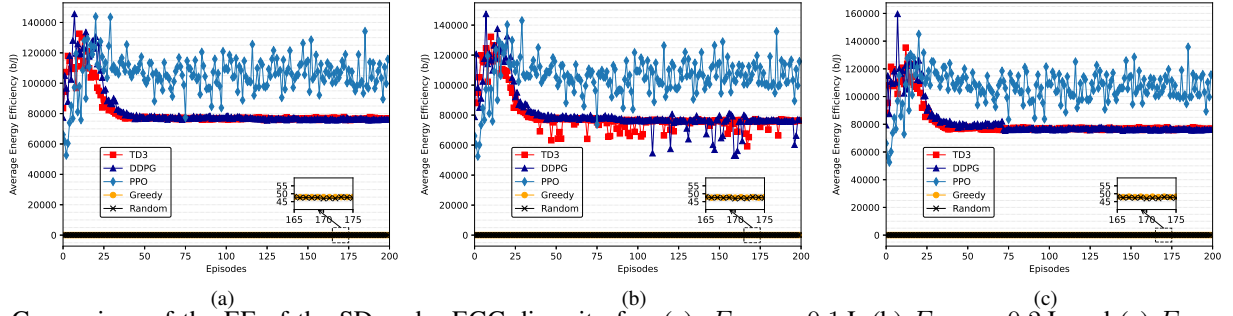 140000
120000
100000
80000
60000
40000
20000
0
Average Energy Efficiency (b/J)
TD3
DDPG
PPO
Greedy
Random
55
50
45
165 170 175
0 25 50 75 100 125 150 175 200
Episodes
(a)
140000
120000
100000
80000
60000
40000
20000
0
Average Energy Efficiency (b/J)
TD3
DDPG
PPO
Greedy
Random
55
50
45
165 170 175
0 25 50 75 100 125 150 175 200
Episodes
(b)
160000
140000
120000
100000
80000
60000
40000
20000
0
Average Energy Efficiency (b/J)
TD3
DDPG
PPO
Greedy
Random
55
50
45
165 170 175
0 25 50 75 100 125 150 175 200
Episodes
(c)